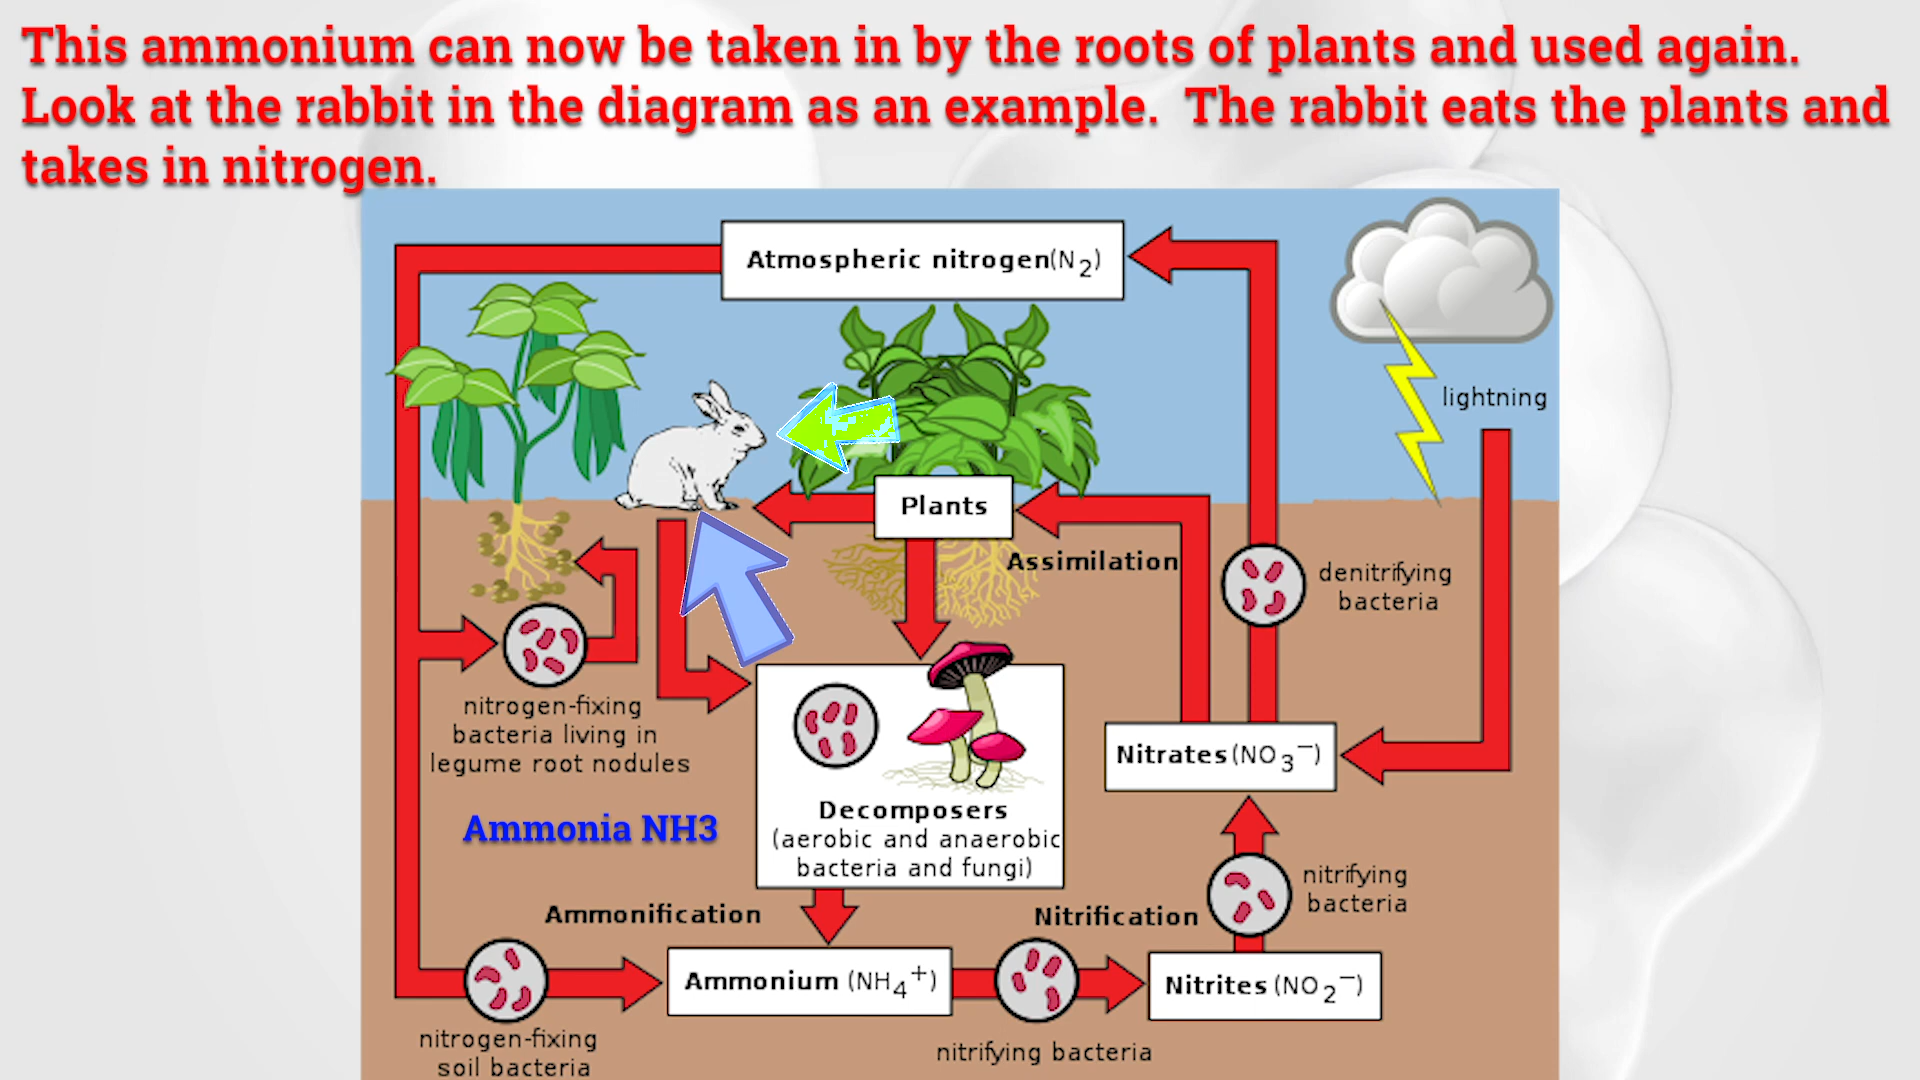 This ammonium can now be taken in by the roots of plants and used again.
Look at the rabbit in the diagram as an example. The rabbit eats the plants and
takes in nitrogen.
Atmospheric nitrogen(N2)
lightning
Plants
Assimilation
denitrifying
bacteria
nitrogen-fixing
bacteria living in
legume root nodules
Nitrates (NO3−)
Ammonia NH3
Decomposers
(aerobic and anaerobic
bacteria and fungi)
nitrifying
bacteria
Ammonification
Nitrification
Ammonium (NH4+)
Nitrites (NO2−)
nitrogen-fixing
soil bacteria
nitrifying bacteria